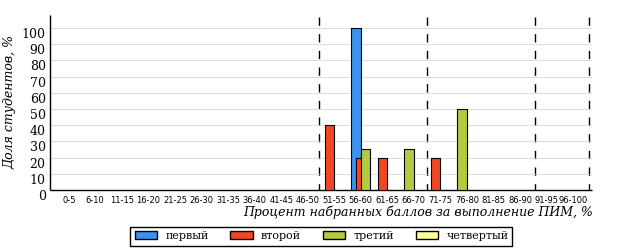 Доля студентов, %
100
90
80
70
60
50
40
30
20
10
0
0-5 6-10 11-15 16-20 21-25 26-30 31-35 36-40 41-45 46-50 51-55 56-60 61-65 66-70 71-75 76-80 81-85 86-90 91-95 96-100
Процент набранных баллов за выполнение ПИМ, %
первый второй третий четвертый